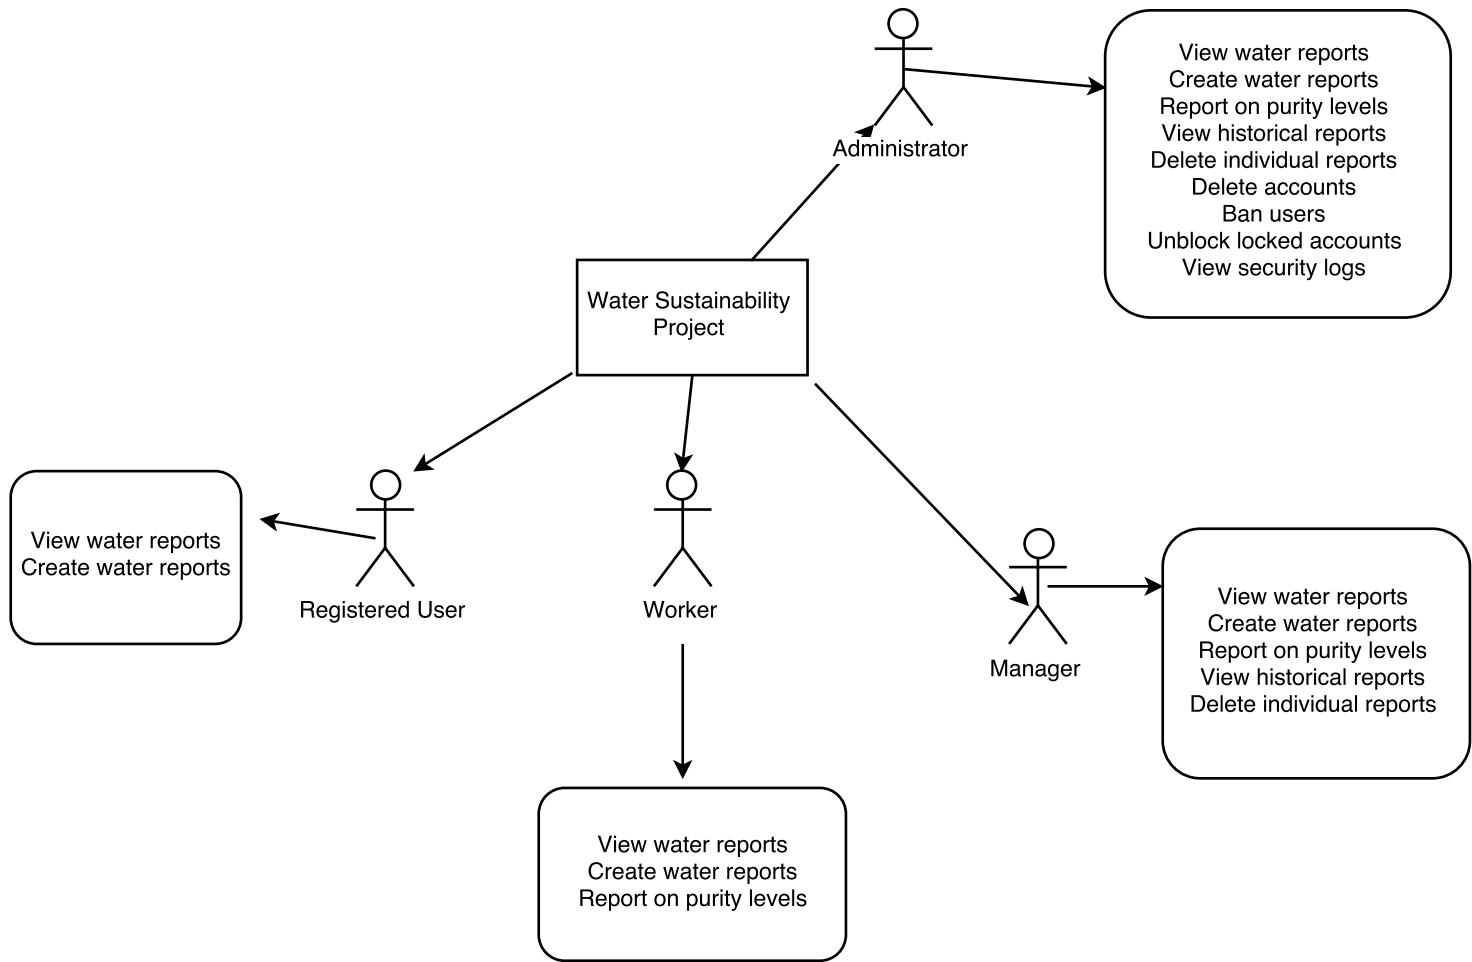 Administrator
View water reports
Create water reports
Report on purity levels
View historical reports
Delete individual reports
Delete accounts
Ban users
Unblock locked accounts
View security logs
Water Sustainability
Project
View water reports
Create water reports
Registered User
Worker
Manager
View water reports
Create water reports
Report on purity levels
View historical reports
Delete individual reports
View water reports
Create water reports
Report on purity levels